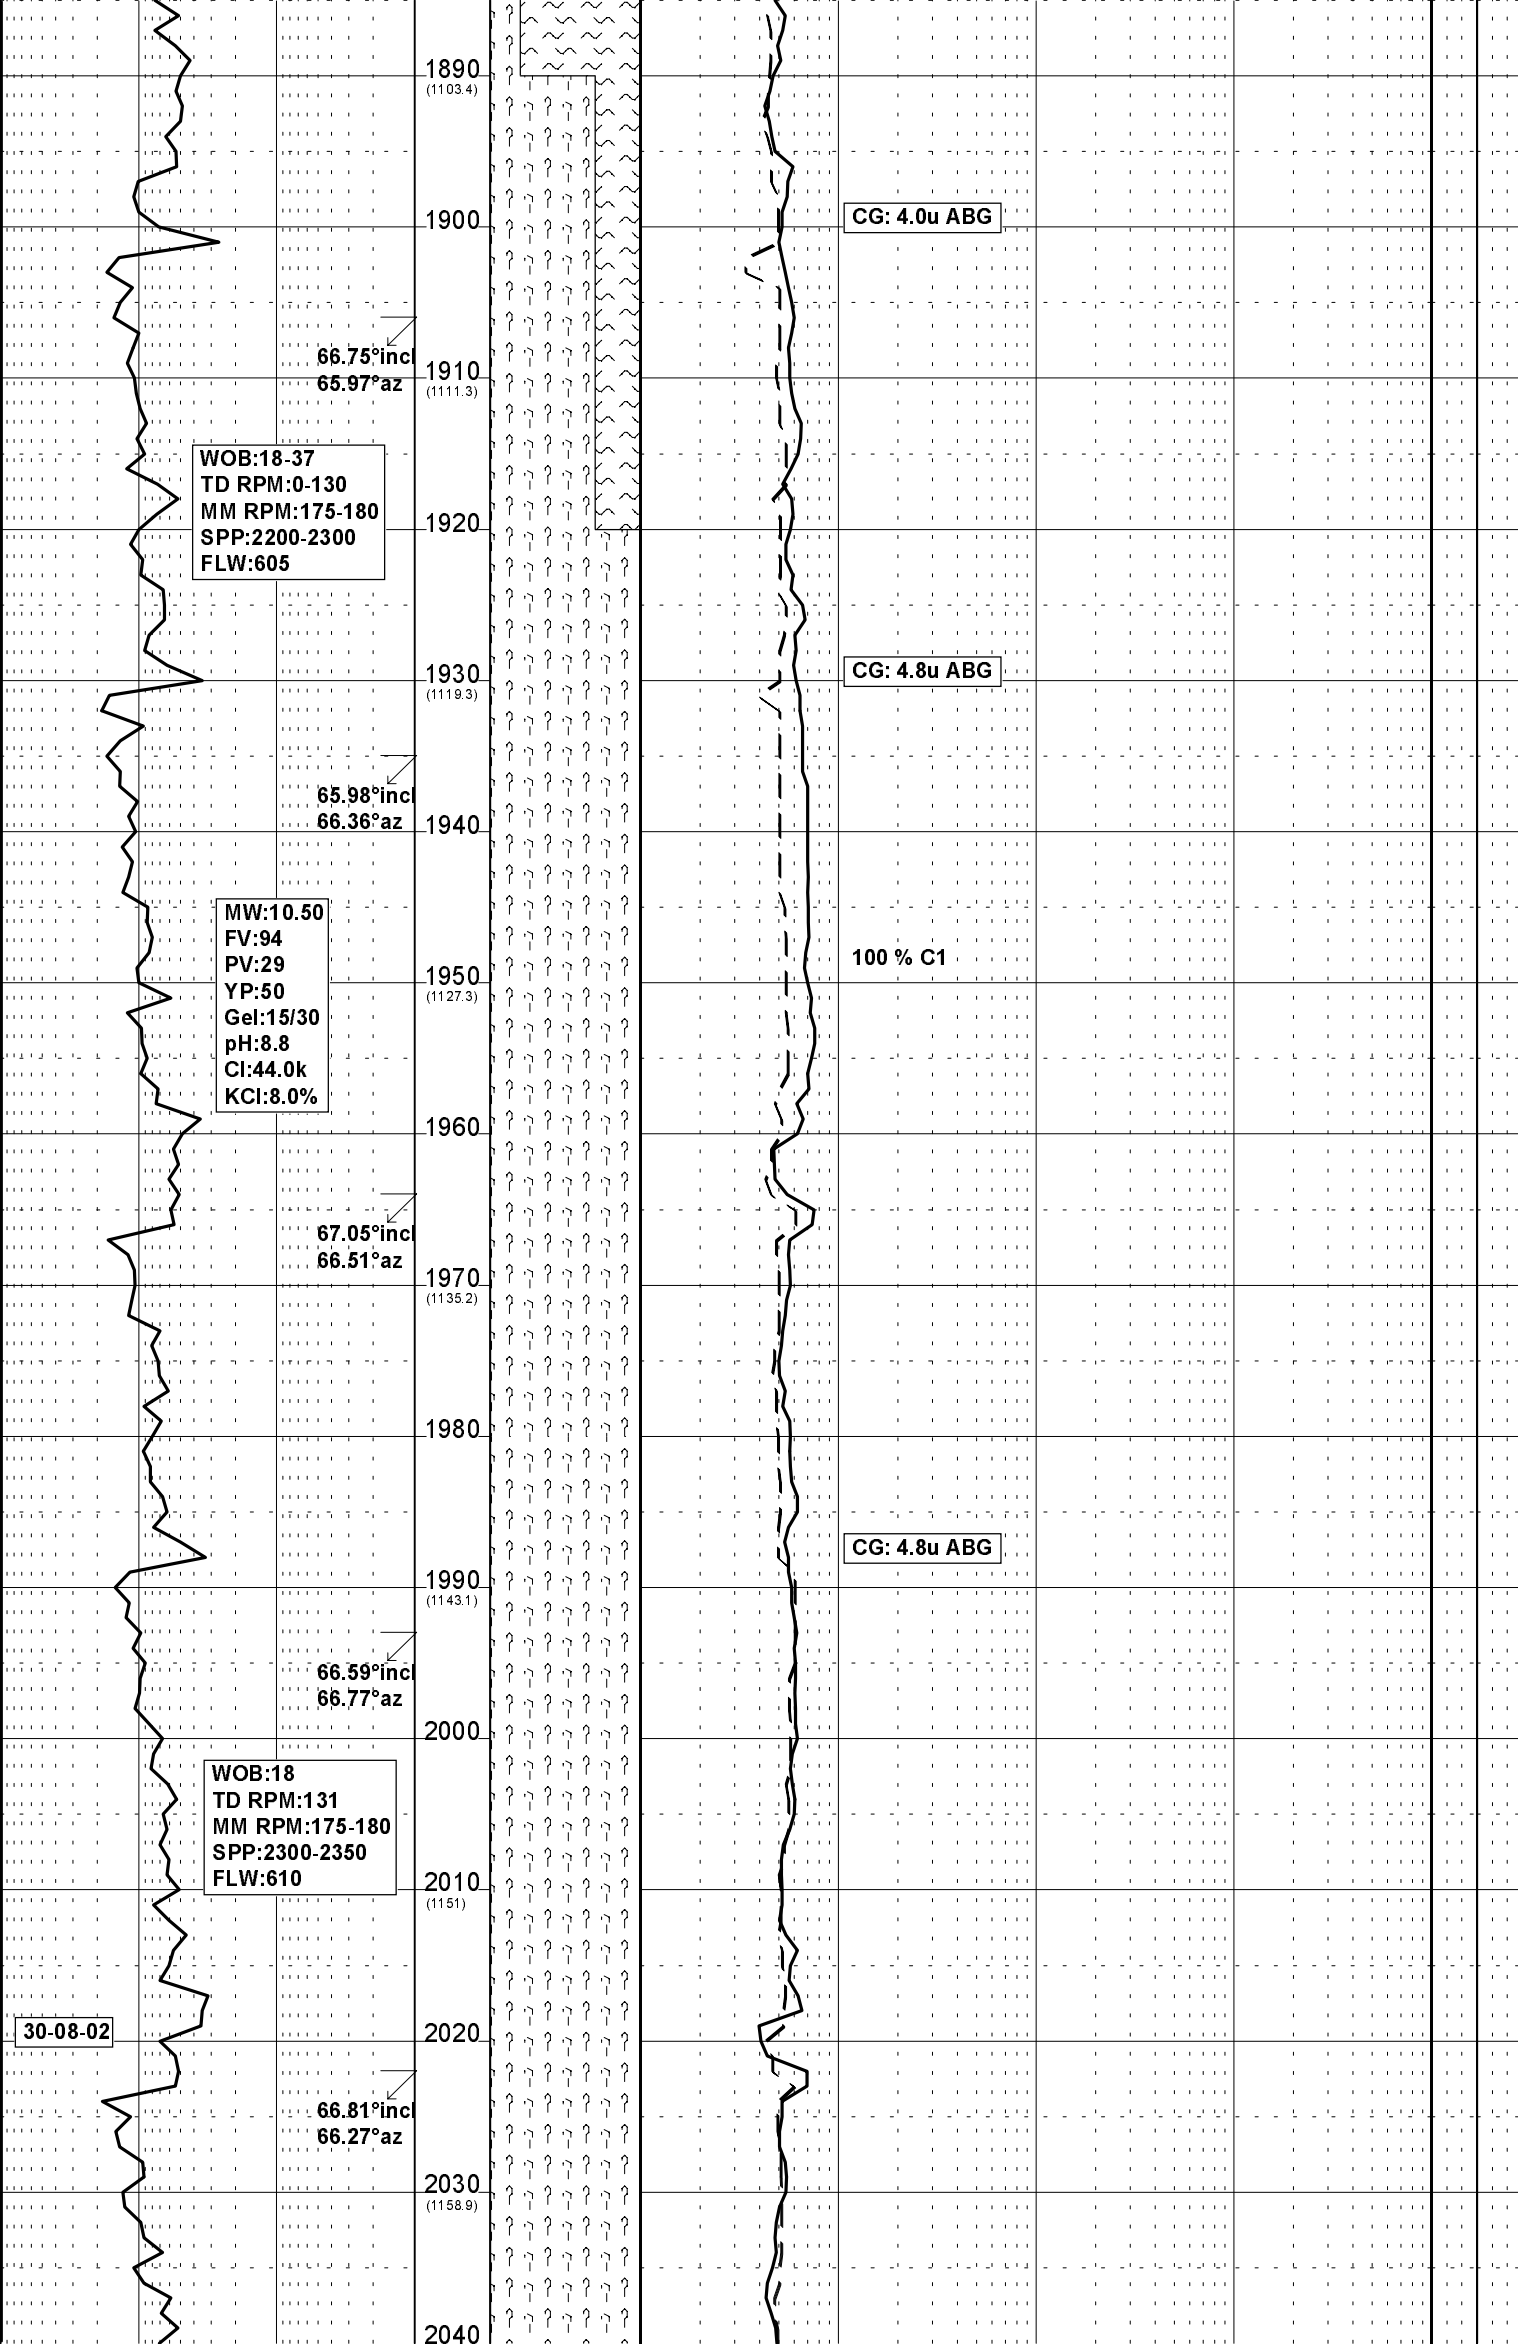 1890
(1103.4)
CG: 4.0u ABG
1900
66.75°incl
65.97°az
1910
(1111.3)
WOB:18-37
TD RPM:0-130
MM RPM:175-180
SPP:2200-2300
FLW:605
1920
CG: 4.8u ABG
1930
(1119.3)
65.98°incl
66.36°az
1940
MW:10.50
FV:94
PV:29
YP:50
Gel:15/30
pH:8.8
Cl:44.0k
KCl:8.0%
100 % C1
1950
(1127.3)
1960
67.05°incl
66.51°az
1970
(1135.2)
1980
CG: 4.8u ABG
1990
(1143.1)
66.59°incl
66.77°az
2000
WOB:18
TD RPM:131
MM RPM:175-180
SPP:2300-2350
FLW:610
2010
(1151)
30-08-02
2020
66.81°incl
66.27°az
2030
(1158.9)
2040